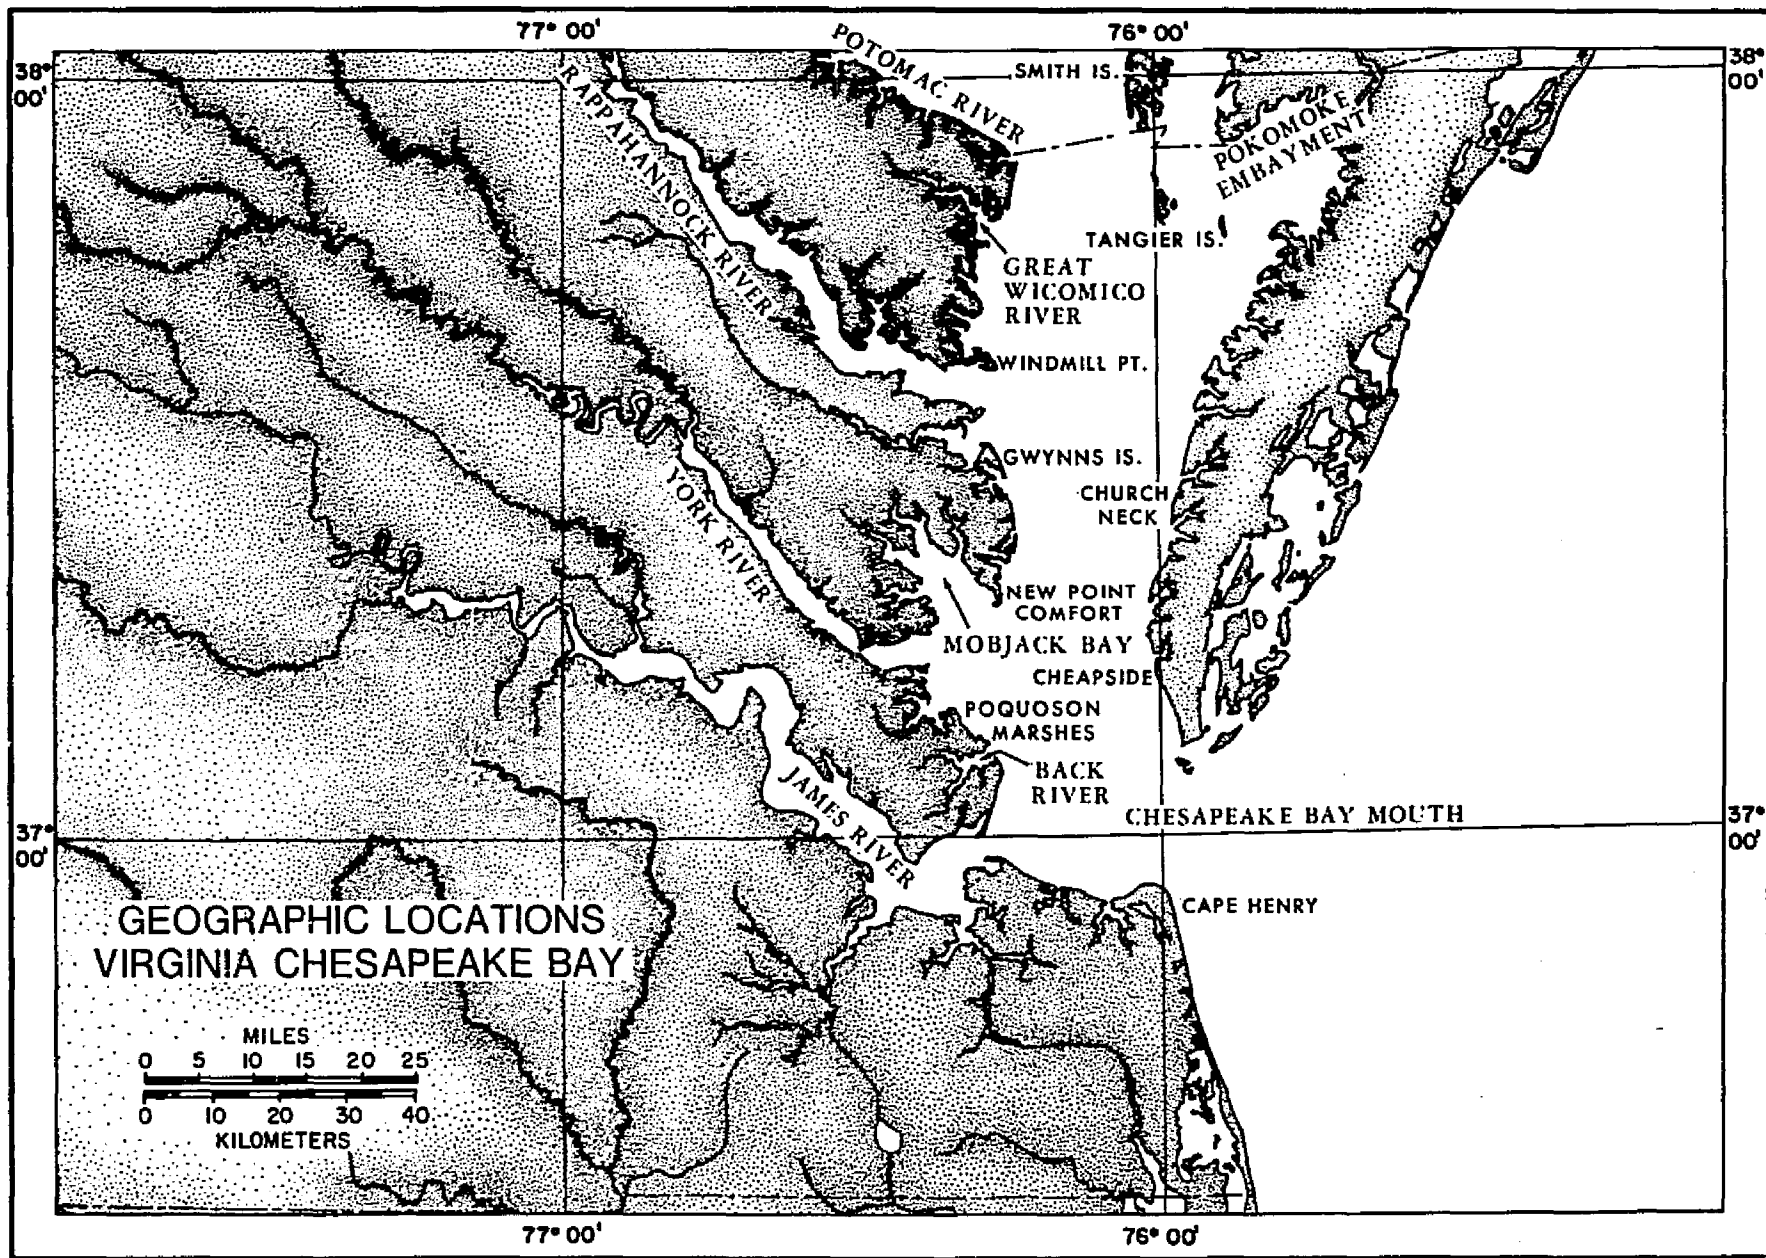 77° 00'
76° 00'
38°
00'
38°
00'
POTOMAC RIVER
SMITH IS.
RAPPAHANNOCK RIVER
POKOMOKE
EMBAYMENT
TANGIER IS.
GREAT
WICOMICO
RIVER
WINDMILL PT.
GWYNNS IS.
CHURCH
NECK
YORK RIVER
NEW POINT
COMFORT
MOBJACK BAY
CHEAPSIDE
POQUOSON
MARSHES
BACK
RIVER
JAMES RIVER
CHESAPEAKE BAY MOUTH
37°
00'
37°
00'
CAPE HENRY
GEOGRAPHIC LOCATIONS
VIRGINIA CHESAPEAKE BAY
MILES
0 5 10 15 20 25
0 10 20 30 40
KILOMETERS
77° 00'
76° 00'